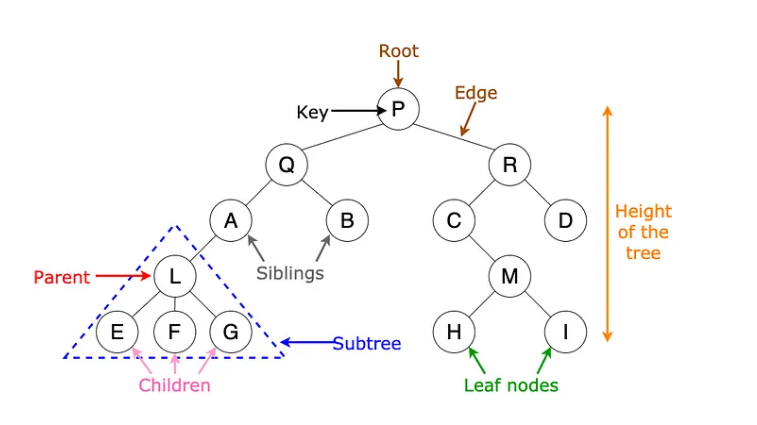 Root
Edge
Key
P
Q
R
A
B
C
D
Height
of the
tree
Siblings
Parent
L
M
E
F
G
H
I
Subtree
Children
Leaf nodes